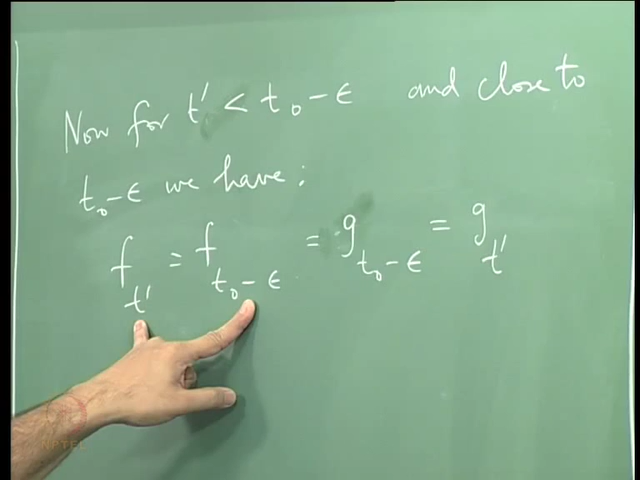 Now for t' < t₀-ϵ and close to
t₀-ϵ we have:
f_t' = f_t₀-ϵ = g_t₀-ϵ = g_t'
NPTEL